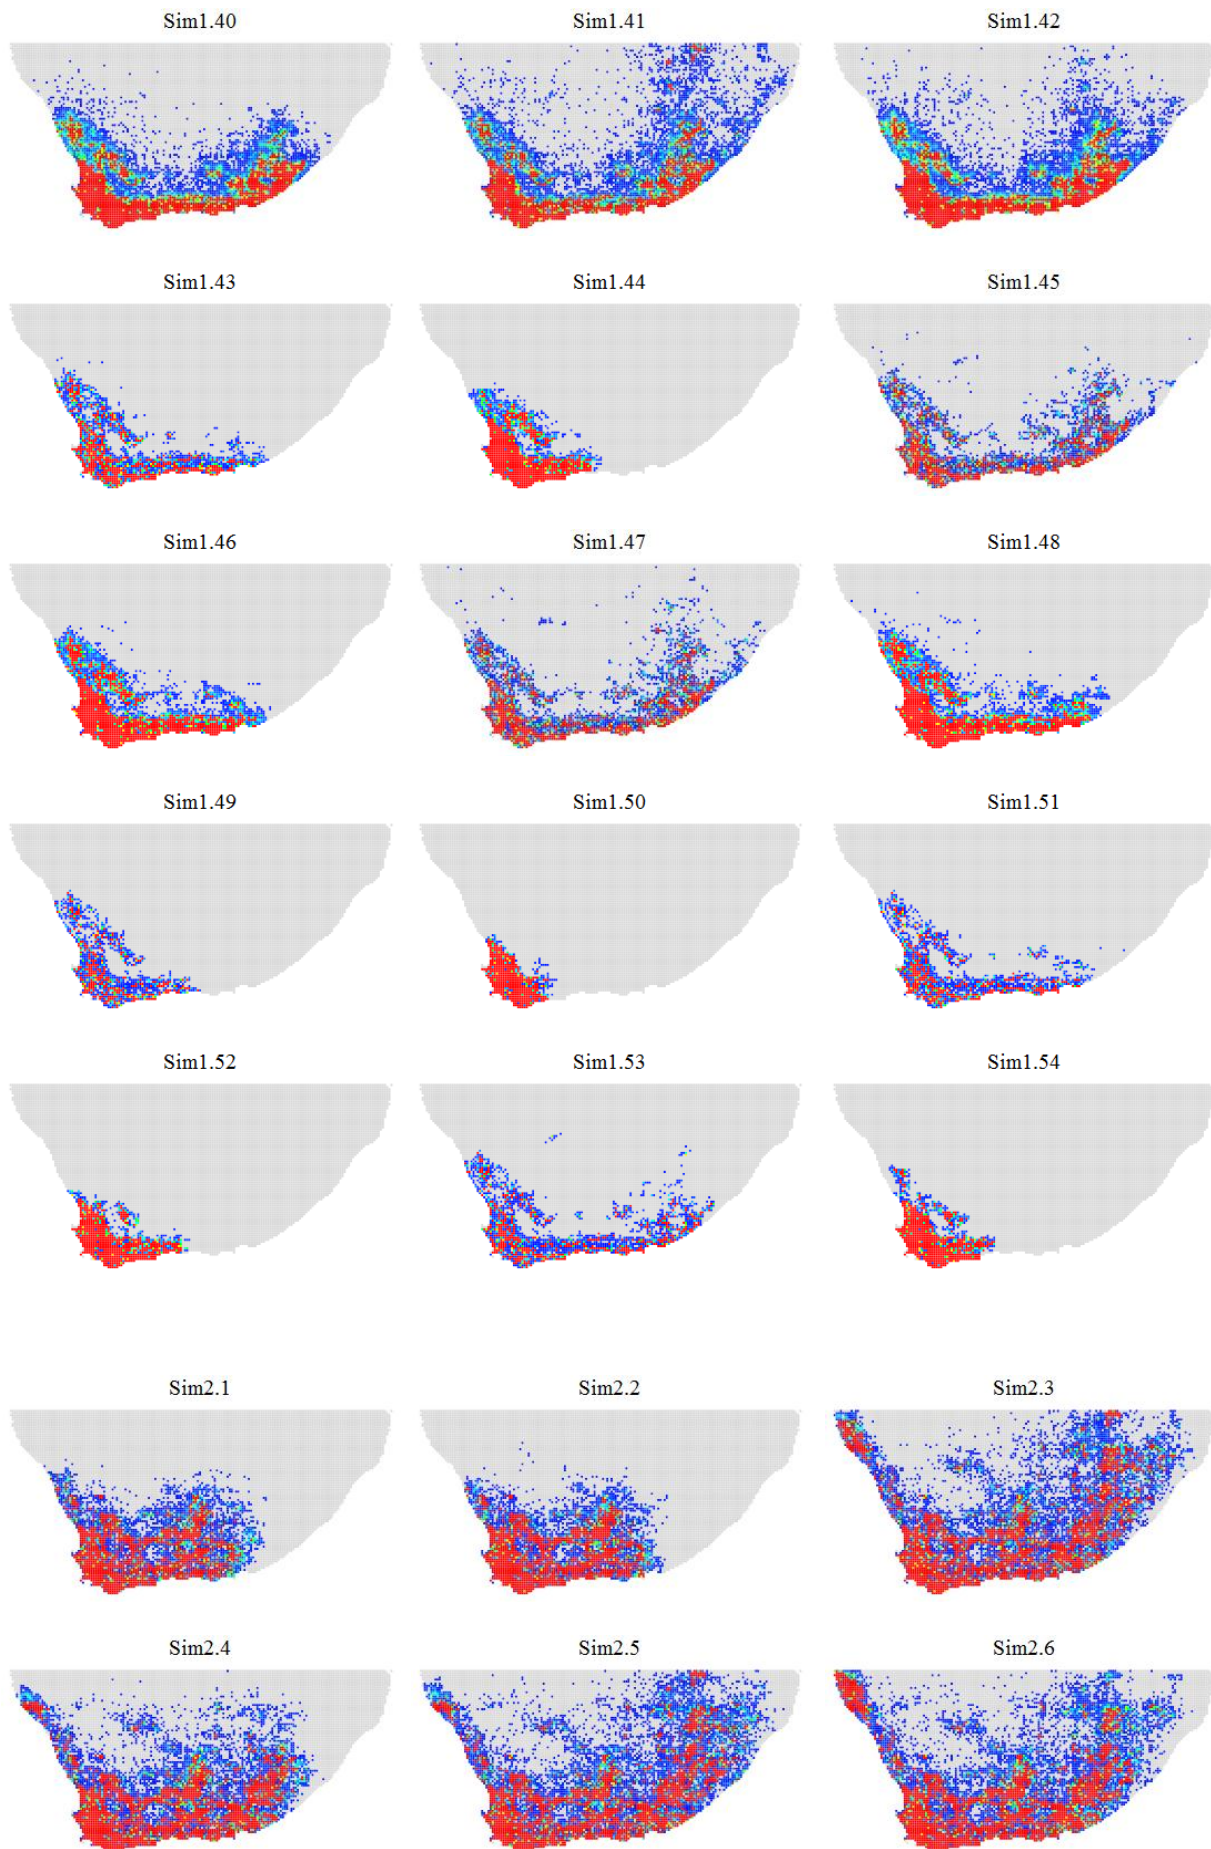 Sim1.40 Sim1.41 Sim1.42
Sim1.43 Sim1.44 Sim1.45
Sim1.46 Sim1.47 Sim1.48
Sim1.49 Sim1.50 Sim1.51
Sim1.52 Sim1.53 Sim1.54
Sim2.1 Sim2.2 Sim2.3
Sim2.4 Sim2.5 Sim2.6